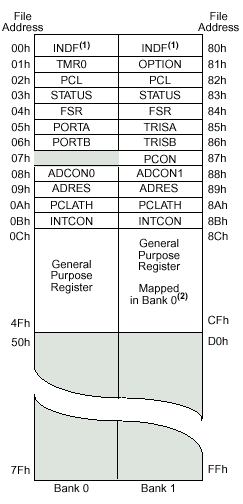 File Address File Address
00h INDF(1) INDF(1) 80h
01h TMR0 OPTION 81h
02h PCL PCL 82h
03h STATUS STATUS 83h
04h FSR FSR 84h
05h PORTA TRISA 85h
06h PORTB TRISB 86h
07h PCON 87h
08h ADCON0 ADCON1 88h
09h ADRES ADRES 89h
0Ah PCLATH PCLATH 8Ah
0Bh INTCON INTCON 8Bh
0Ch 8Ch
General
Purpose
Register
General
Purpose
Register
Mapped
in Bank 0(2)
4Fh CFh
50h D0h
7Fh FFh
Bank 0 Bank 1